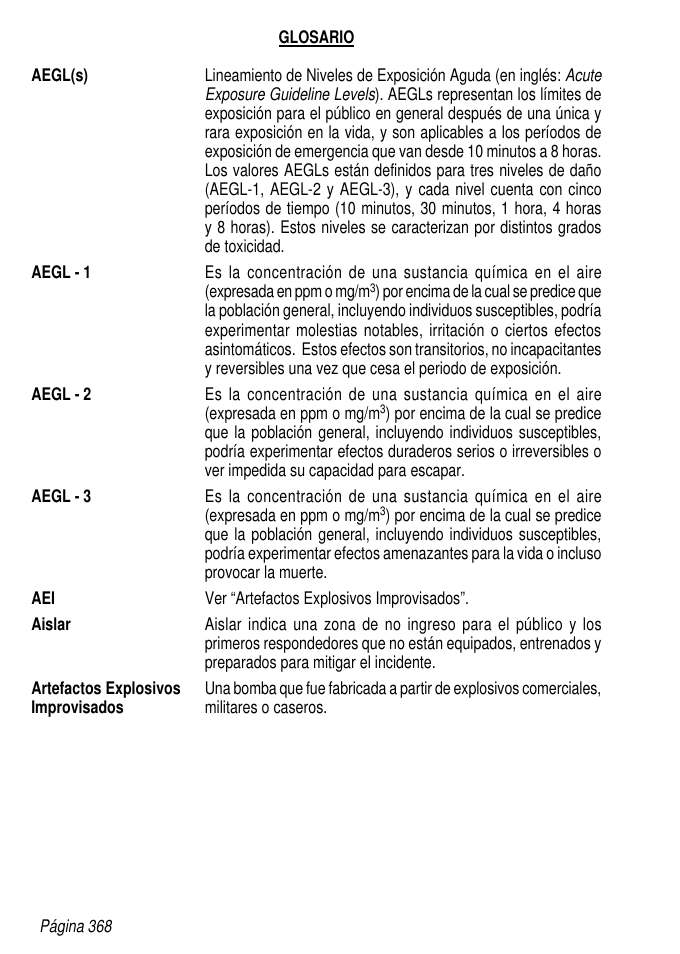 GLOSARIO
AEGL(s) Lineamiento de Niveles de Exposición Aguda (en inglés: Acute
Exposure Guideline Levels). AEGLs representan los límites de
exposición para el público en general después de una única y
rara exposición en la vida, y son aplicables a los períodos de
exposición de emergencia que van desde 10 minutos a 8 horas.
Los valores AEGLs están definidos para tres niveles de daño
(AEGL-1, AEGL-2 y AEGL-3), y cada nivel cuenta con cinco
períodos de tiempo (10 minutos, 30 minutos, 1 hora, 4 horas
y 8 horas). Estos niveles se caracterizan por distintos grados
de toxicidad.
AEGL - 1 Es la concentración de una sustancia química en el aire
(expresada en ppm o mg/m³) por encima de la cual se predice que
la población general, incluyendo individuos susceptibles, podría
experimentar molestias notables, irritación o ciertos efectos
asintomáticos. Estos efectos son transitorios, no incapacitantes
y reversibles una vez que cesa el periodo de exposición.
AEGL - 2 Es la concentración de una sustancia química en el aire
(expresada en ppm o mg/m³) por encima de la cual se predice
que la población general, incluyendo individuos susceptibles,
podría experimentar efectos duraderos serios o irreversibles o
ver impedida su capacidad para escapar.
AEGL - 3 Es la concentración de una sustancia química en el aire
(expresada en ppm o mg/m³) por encima de la cual se predice
que la población general, incluyendo individuos susceptibles,
podría experimentar efectos amenazantes para la vida o incluso
provocar la muerte.
AEI Ver “Artefactos Explosivos Improvisados”.
Aislar Aislar indica una zona de no ingreso para el público y los
primeros respondedores que no están equipados, entrenados y
preparados para mitigar el incidente.
Artefactos Explosivos Una bomba que fue fabricada a partir de explosivos comerciales,
Improvisados militares o caseros.
Página 368